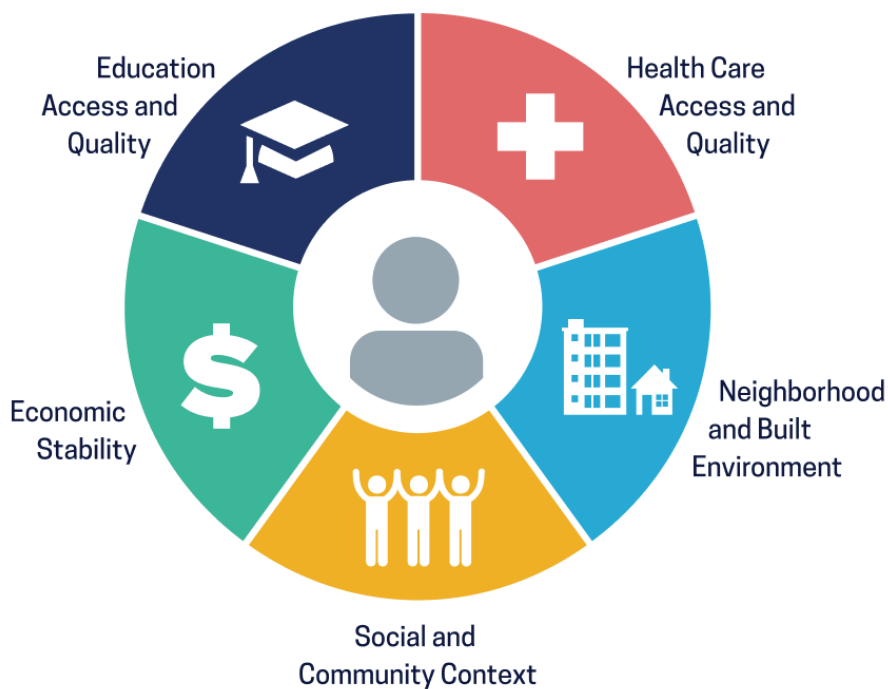 Education
Access and
Quality
Health Care
Access and
Quality
Economic
Stability
Neighborhood
and Built
Environment
Social and
Community Context